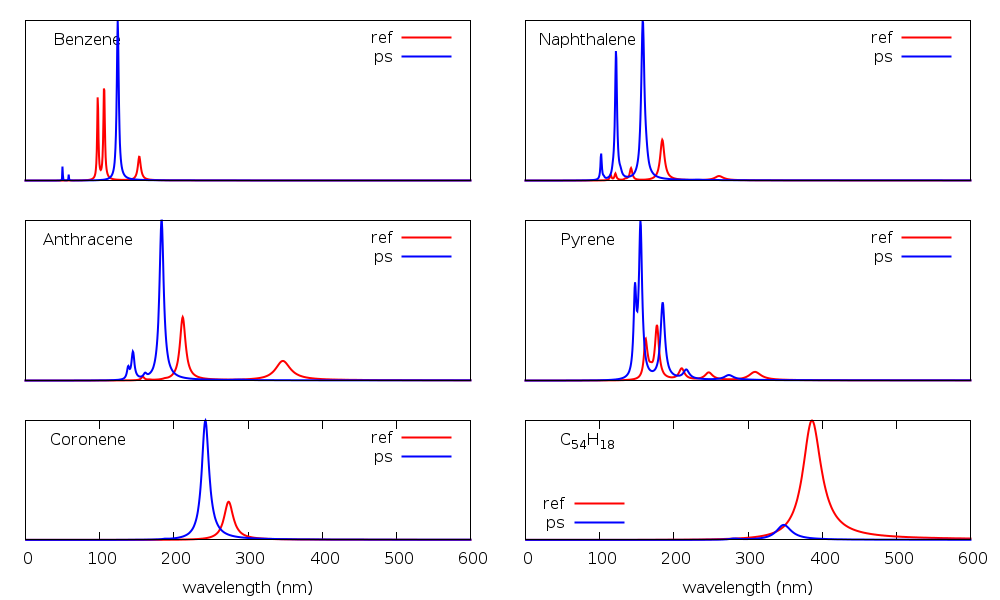 Benzene
ref
ps
Naphthalene
ref
ps
Anthracene
ref
ps
Pyrene
ref
ps
Coronene
ref
ps
0 100 200 300 400 500 600
wavelength (nm)
C54H18
ref
ps
0 100 200 300 400 500 600
wavelength (nm)